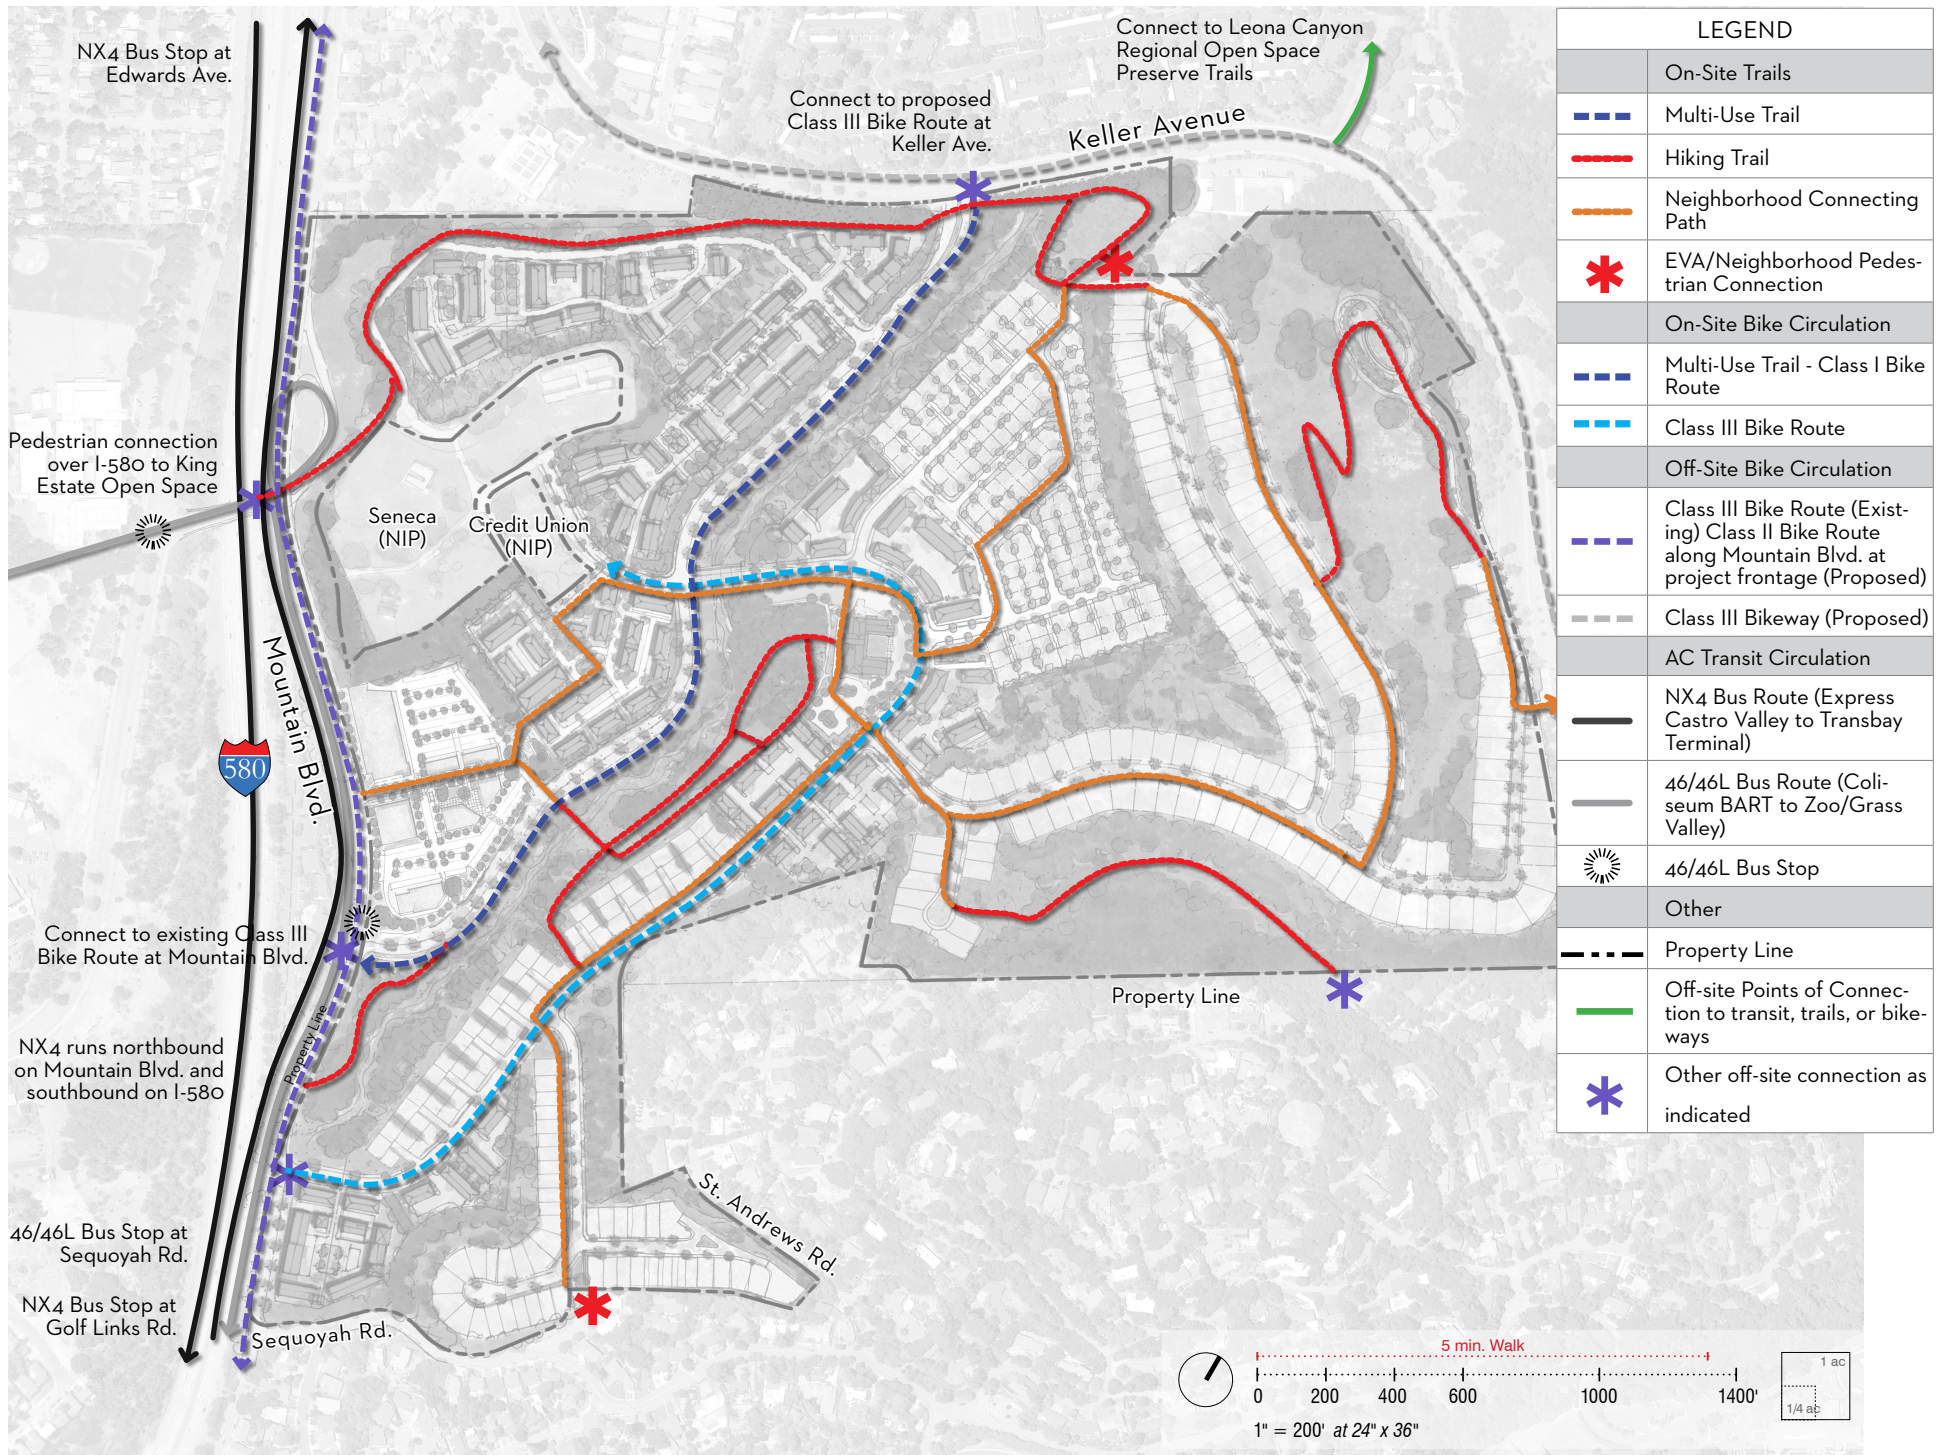 NX4 Bus Stop at
Edwards Ave.
Connect to Leona Canyon
Regional Open Space
Preserve Trails
Connect to proposed
Class III Bike Route at
Keller Ave.
Keller Avenue
Pedestrian connection
over I-580 to King
Estate Open Space
Seneca
(NIP)
Credit Union
(NIP)
Mountain Blvd.
580
Connect to existing Class III
Bike Route at Mountain Blvd.
Property Line
Property Line
NX4 runs northbound
on Mountain Blvd. and
southbound on I-580
St. Andrews Rd.
46/46L Bus Stop at
Sequoyah Rd.
NX4 Bus Stop at
Golf Links Rd.
Sequoyah Rd.
LEGEND
On-Site Trails
Multi-Use Trail
Hiking Trail
Neighborhood Connecting
Path
EVA/Neighborhood Pedes-
trian Connection
On-Site Bike Circulation
Multi-Use Trail - Class I Bike
Route
Class III Bike Route
Off-Site Bike Circulation
Class III Bike Route (Exist-
ing) Class II Bike Route
along Mountain Blvd. at
project frontage (Proposed)
Class III Bikeway (Proposed)
AC Transit Circulation
NX4 Bus Route (Express
Castro Valley to Transbay
Terminal)
46/46L Bus Route (Coli-
seum BART to Zoo/Grass
Valley)
46/46L Bus Stop
Other
Property Line
Off-site Points of Connec-
tion to transit, trails, or bike-
ways
Other off-site connection as
indicated
5 min. Walk
0 200 400 600 1000 1400'
1" = 200' at 24" x 36"
1 ac
1/4 ac